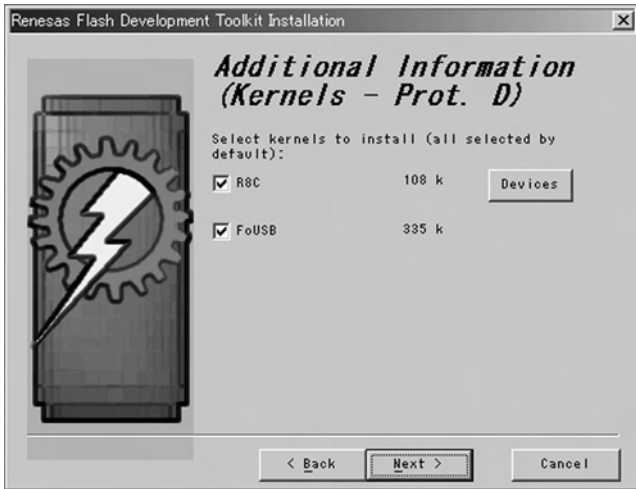 Renesas Flash Development Toolkit Installation
Additional Information
(Kernels - Prot. D)
Select kernels to install (all selected by
default):
R8C 108 k Devices
FoUSB 335 k
< Back Next > Cancel